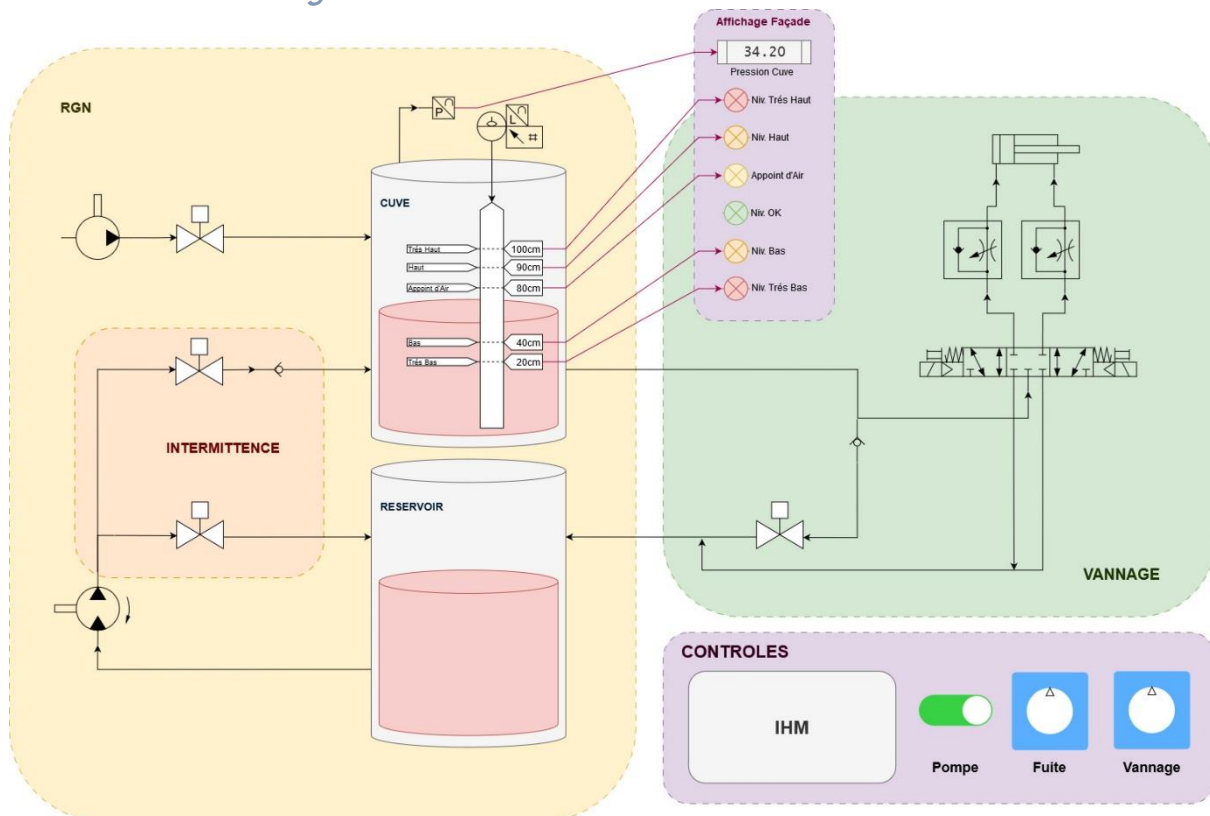 Affichage Façade
34.20
Pression Cuve
RGN
P
L
Niv. Trés Haut
Niv. Haut
CUVE
Appoint d'Air
Niv. OK
Trés Haut
100cm
Niv. Bas
Haut
90cm
Appoint d'Air
80cm
Niv. Trés Bas
Bas
40cm
Trés Bas
20cm
INTERMITTENCE
RESERVOIR
VANNAGE
CONTROLES
IHM
Pompe
Fuite
Vannage